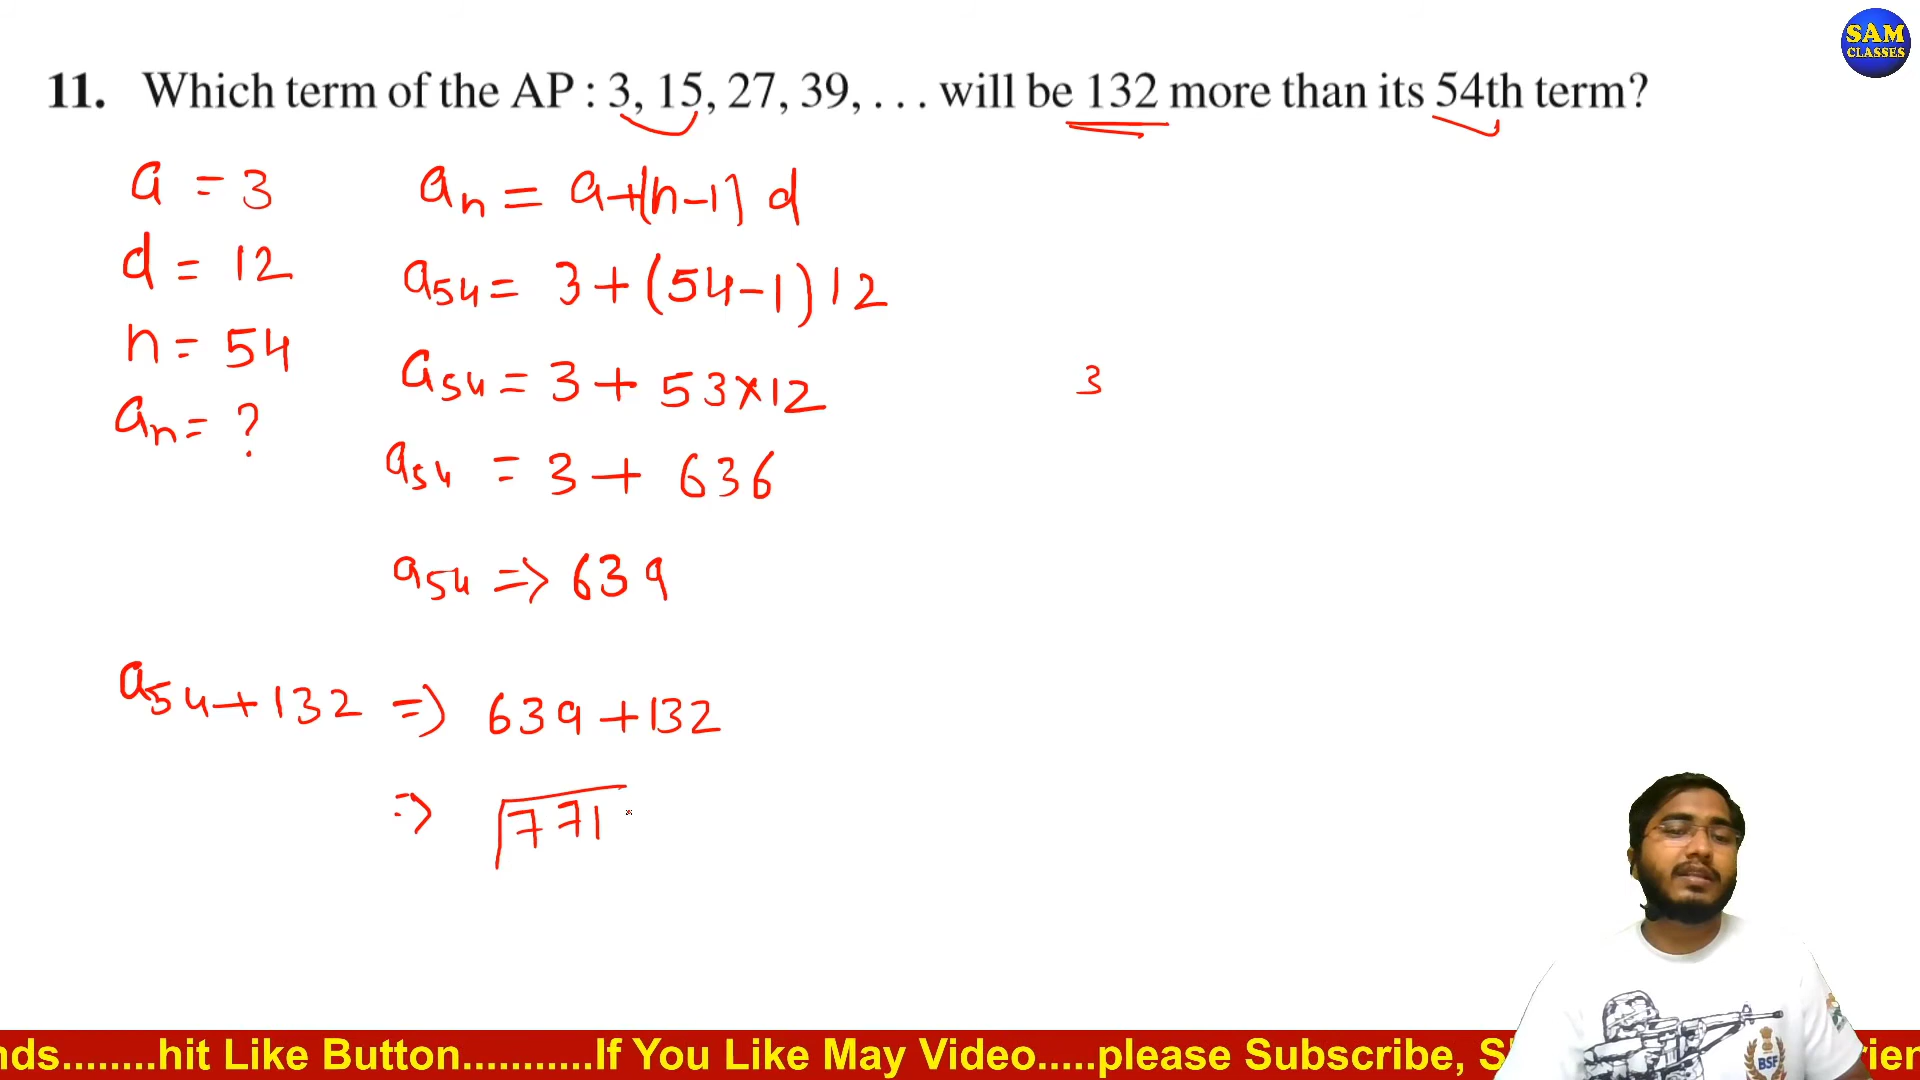 SAM
CLASSES
11. Which term of the AP : 3, 15, 27, 39, . . . will be 132 more than its 54th term?
a = 3
d = 12
n = 54
an = ?
an = a+(n-1) d
a54 = 3+(54-1)12
a54 = 3 + 53×12
a54 = 3 + 636
a54 => 639
3
a54+132 => 639+132
=> 771
BSF
nds........hit Like Button...........If You Like May Video.....please Subscribe, S rien